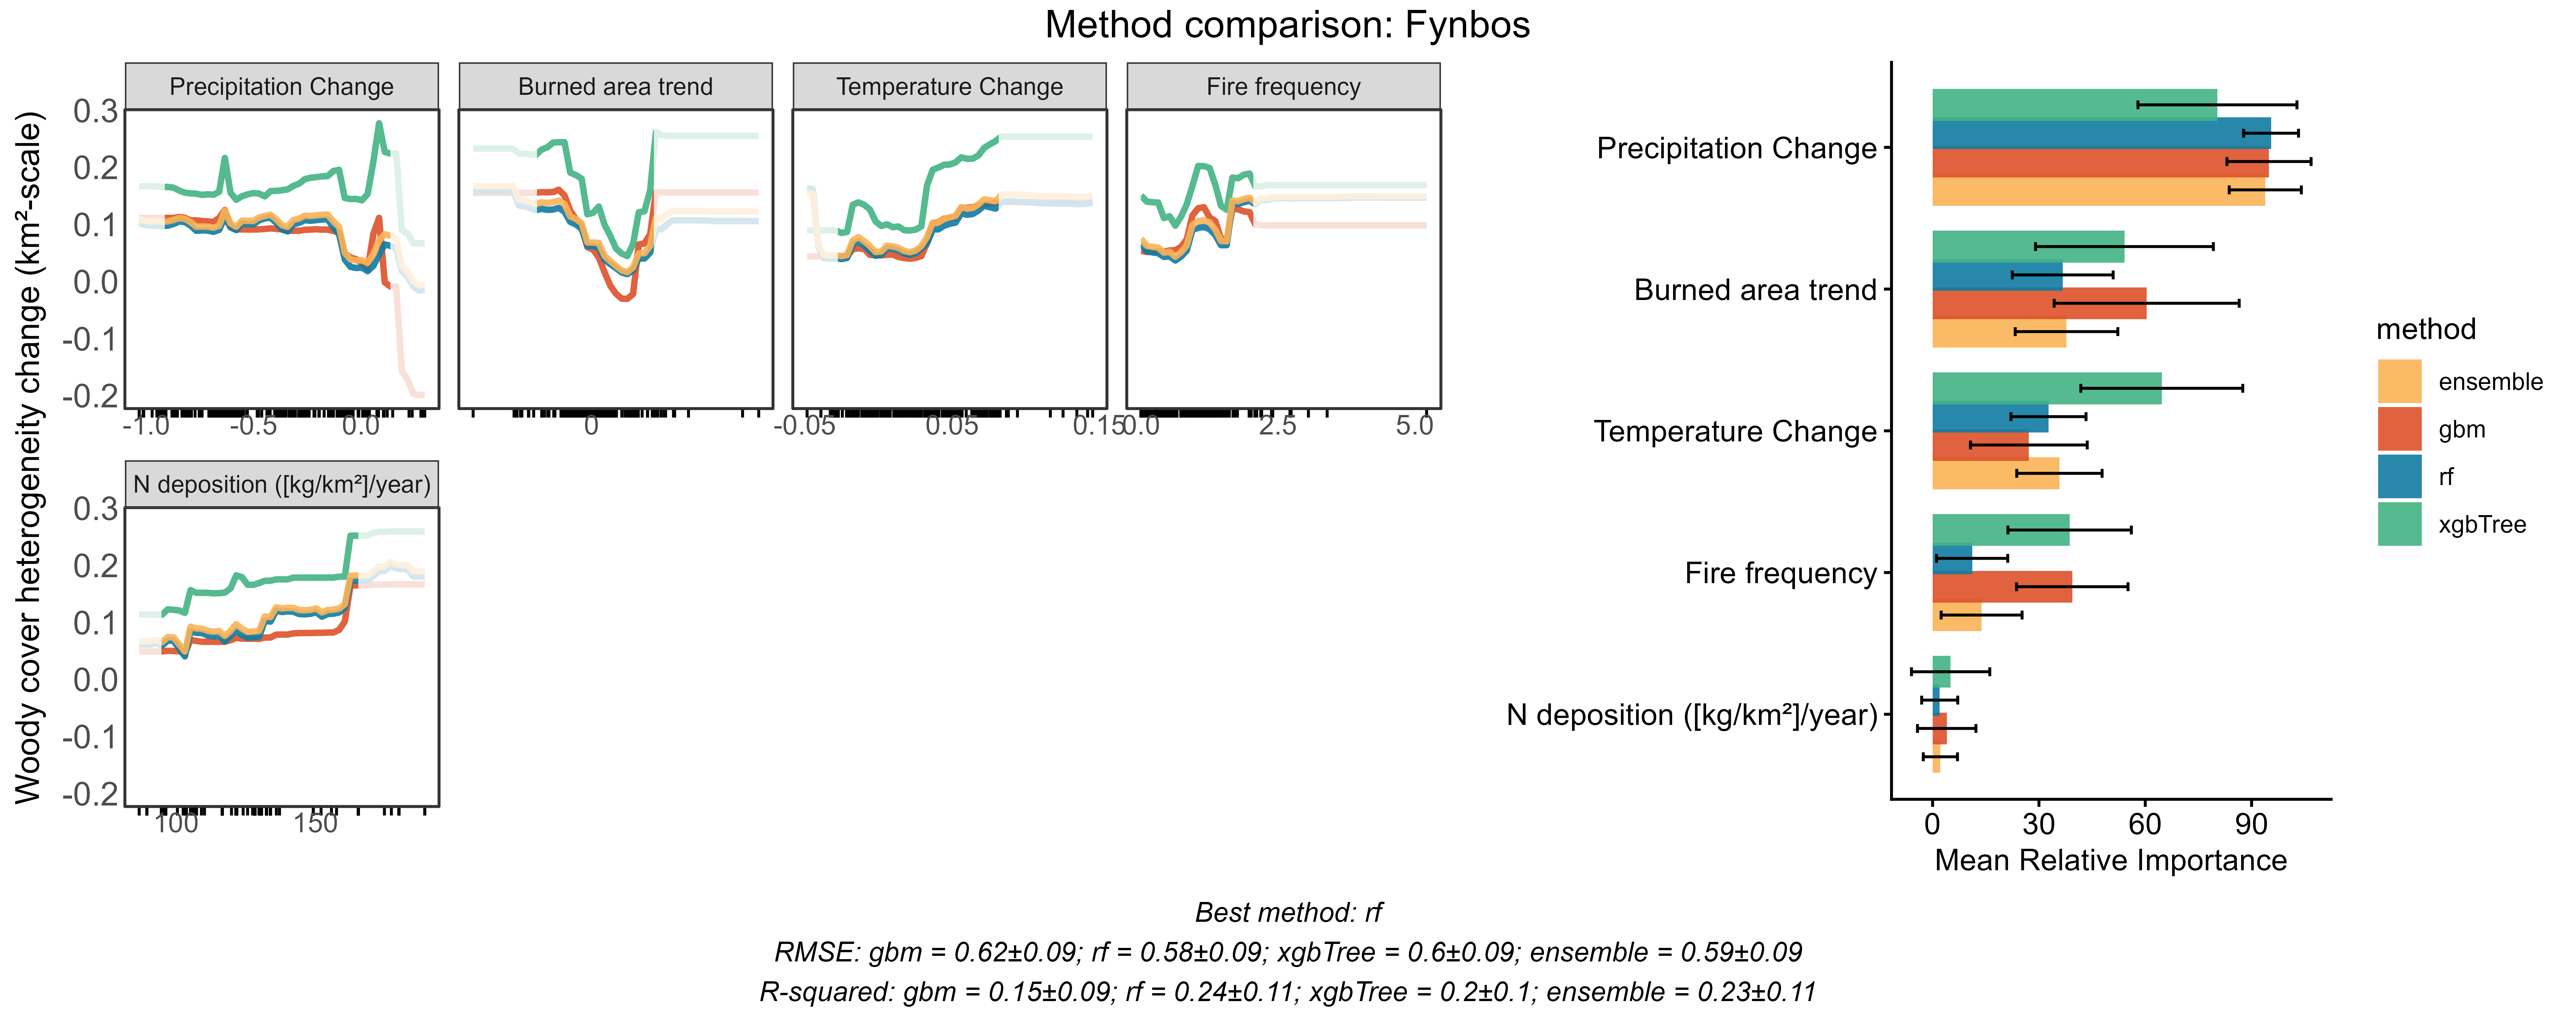 Method comparison: Fynbos
Woody cover heterogeneity change (km²-scale)
Precipitation Change
Burned area trend
Temperature Change
Fire frequency
0.3
0.2
0.1
0.0
-0.1
-0.2
-1.0 -0.5 0.0
0
-0.05 0.05 0.15
0.0 2.5 5.0
N deposition ([kg/km²]/year)
0.3
0.2
0.1
0.0
-0.1
-0.2
100 150
Precipitation Change
Burned area trend
Temperature Change
Fire frequency
N deposition ([kg/km²]/year)
0 30 60 90
Mean Relative Importance
method
ensemble
gbm
rf
xgbTree
Best method: rf
RMSE: gbm = 0.62±0.09; rf = 0.58±0.09; xgbTree = 0.6±0.09; ensemble = 0.59±0.09
R-squared: gbm = 0.15±0.09; rf = 0.24±0.11; xgbTree = 0.2±0.1; ensemble = 0.23±0.11